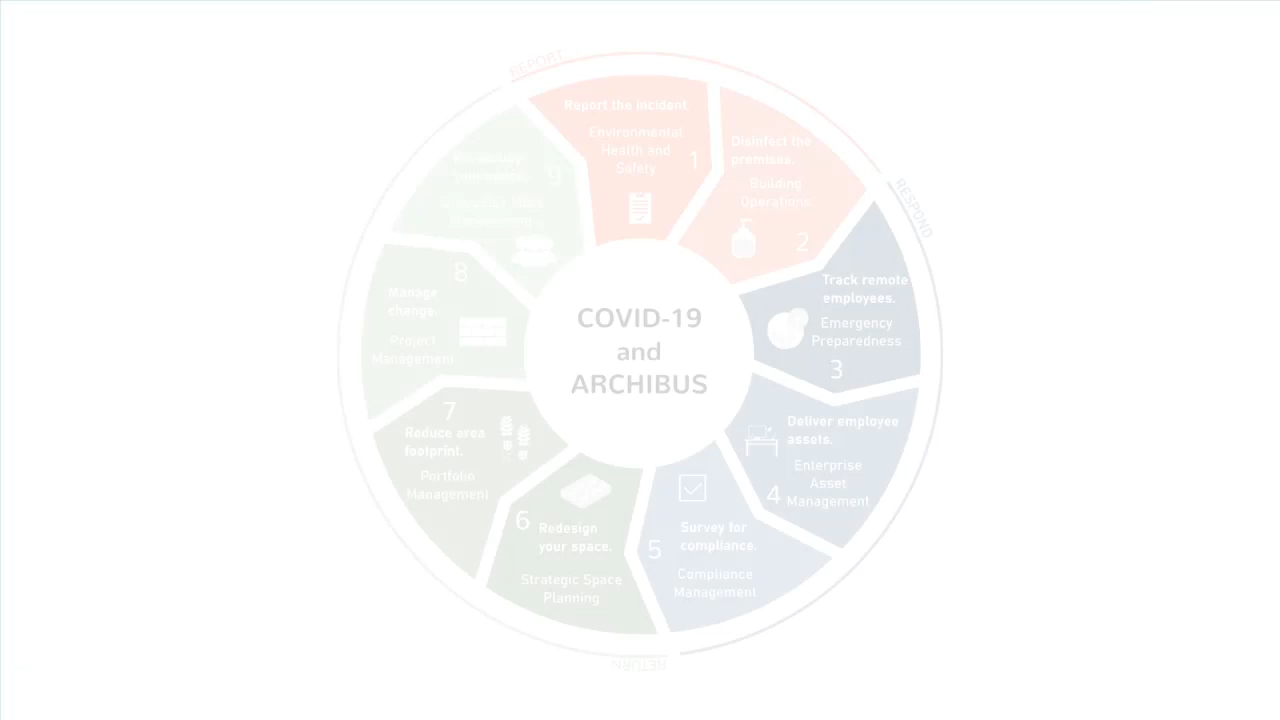 REPORT
Report the incident.
Environmental
Health and
Safety
1
Disinfect the
premises.
Building
Operations
2
RESPOND
Track remote
employees.
Emergency
Preparedness
3
Deliver employee
assets.
Enterprise
Asset
Management
4
Survey for
compliance.
Compliance
Management
5
Redesign
your space.
Strategic Space
Planning
6
RETURN
Reduce area
footprint.
Portfolio
Management
7
Manage
change.
Project
Management
8
9
Management
COVID-19
and
ARCHIBUS